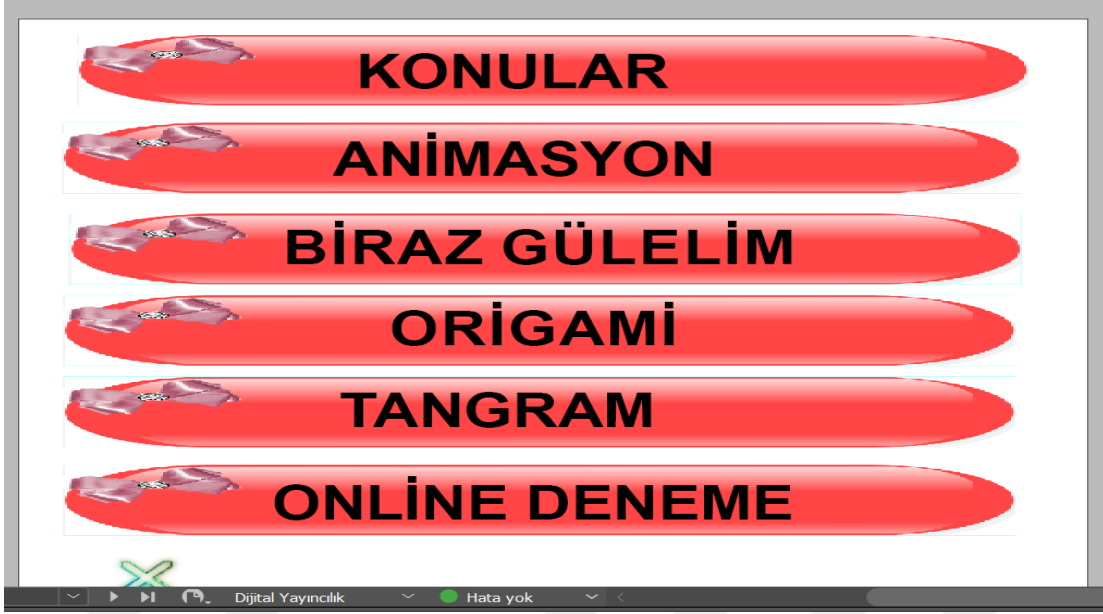 KONULAR
ANİMASYON
BİRAZ GÜLELİM
ORİGAMİ
TANGRAM
ONLİNE DENEME
Dijital Yayıncılık Hata yok